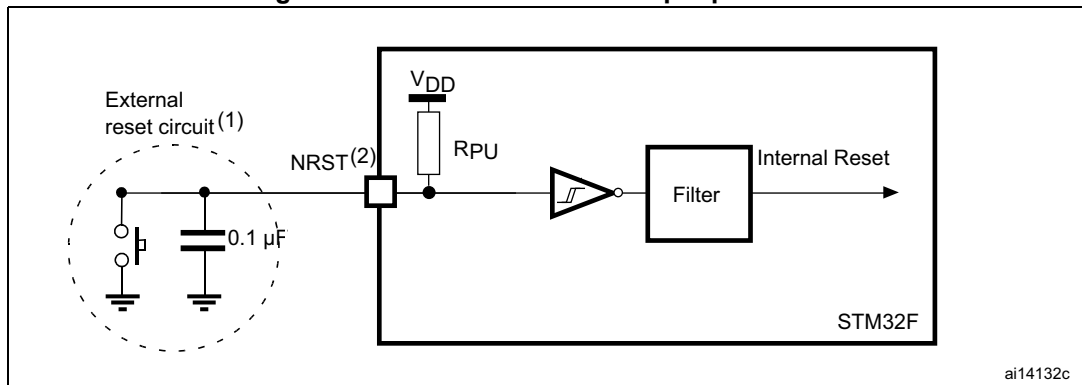 External
reset circuit(1)
NRST(2)
VDD
RPU
0.1 µF
Filter
Internal Reset
STM32F
ai14132c